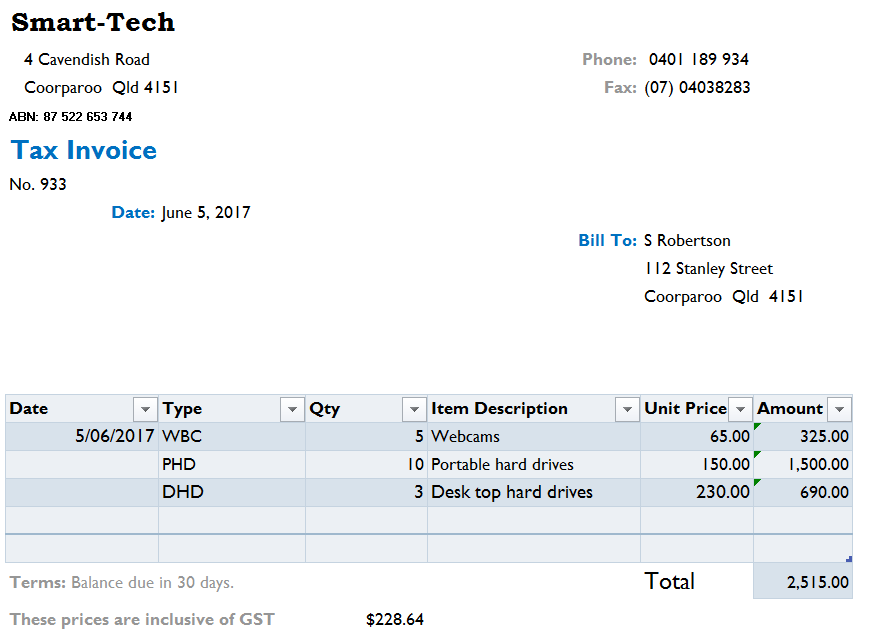 Smart-Tech
4 Cavendish Road Phone: 0401 189 934
Coorparoo Qld 4151 Fax: (07) 04038283
ABN: 87 522 653 744
Tax Invoice
No. 933
Date: June 5, 2017
Bill To: S Robertson
112 Stanley Street
Coorparoo Qld 4151
Date Type Qty Item Description Unit Price Amount
5/06/2017 WBC 5 Webcams 65.00 325.00
PHD 10 Portable hard drives 150.00 1,500.00
DHD 3 Desk top hard drives 230.00 690.00
Terms: Balance due in 30 days. Total 2,515.00
These prices are inclusive of GST $228.64